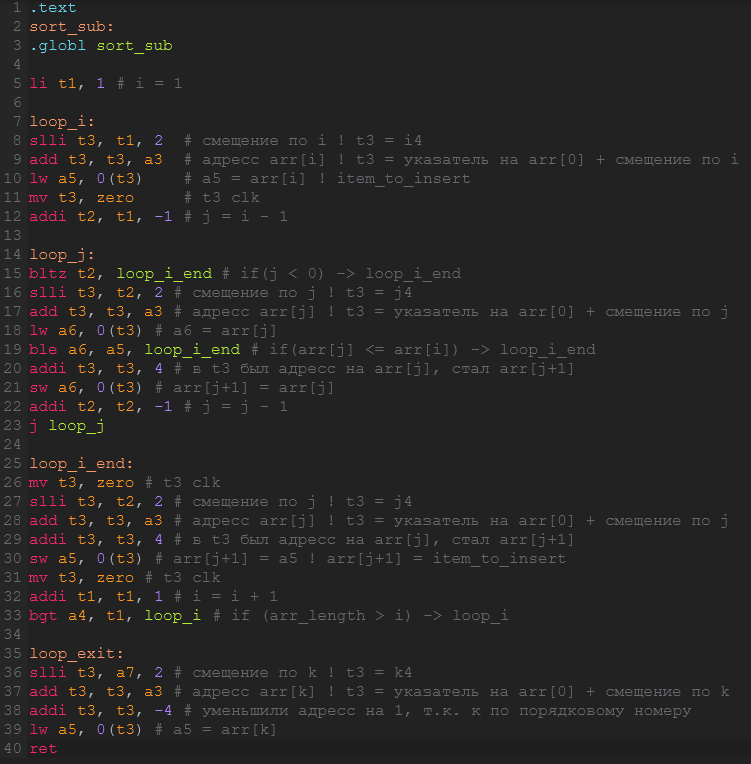 1 .text
2 sort_sub:
3 .globl sort_sub
4
5 li t1, 1 # i = 1
6
7 loop_i:
8 slli t3, t1, 2  # смещение по i ! t3 = i4
9 add t3, t3, a3  # адресс arr[i] ! t3 = указатель на arr[0] + смещение по i
10 lw a5, 0(t3)    # a5 = arr[i] ! item_to_insert
11 mv t3, zero     # t3 clk
12 addi t2, t1, -1 # j = i - 1
13
14 loop_j:
15 bltz t2, loop_i_end # if(j < 0) -> loop_i_end
16 slli t3, t2, 2 # смещение по j ! t3 = j4
17 add t3, t3, a3 # адресс arr[j] ! t3 = указатель на arr[0] + смещение по j
18 lw a6, 0(t3) # a6 = arr[j]
19 ble a6, a5, loop_i_end # if(arr[j] <= arr[i]) -> loop_i_end
20 addi t3, t3, 4 # в t3 был адресс на arr[j], стал arr[j+1]
21 sw a6, 0(t3) # arr[j+1] = arr[j]
22 addi t2, t2, -1 # j = j - 1
23 j loop_j
24
25 loop_i_end:
26 mv t3, zero # t3 clk
27 slli t3, t2, 2 # смещение по j ! t3 = j4
28 add t3, t3, a3 # адресс arr[j] ! t3 = указатель на arr[0] + смещение по j
29 addi t3, t3, 4 # в t3 был адресс на arr[j], стал arr[j+1]
30 sw a5, 0(t3) # arr[j+1] = a5 ! arr[j+1] = item_to_insert
31 mv t3, zero # t3 clk
32 addi t1, t1, 1 # i = i + 1
33 bgt a4, t1, loop_i # if (arr_length > i) -> loop_i
34
35 loop_exit:
36 slli t3, a7, 2 # смещение по k ! t3 = k4
37 add t3, t3, a3 # адресс arr[k] ! t3 = указатель на arr[0] + смещение по k
38 addi t3, t3, -4 # уменьшили адресс на 1, т.к. к по порядковому номеру
39 lw a5, 0(t3) # a5 = arr[k]
40 ret